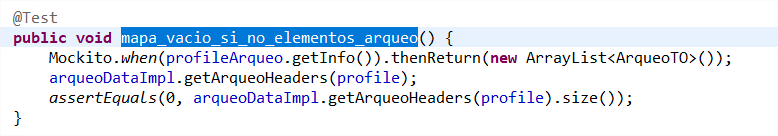 @Test
public void mapa_vacio_si_no_elementos_arqueo() {
    Mockito.when(profileArqueo.getInfo()).thenReturn(new ArrayList<ArqueoTO>());
    arqueoDataImpl.getArqueoHeaders(profile);
    assertEquals(0, arqueoDataImpl.getArqueoHeaders(profile).size());
}